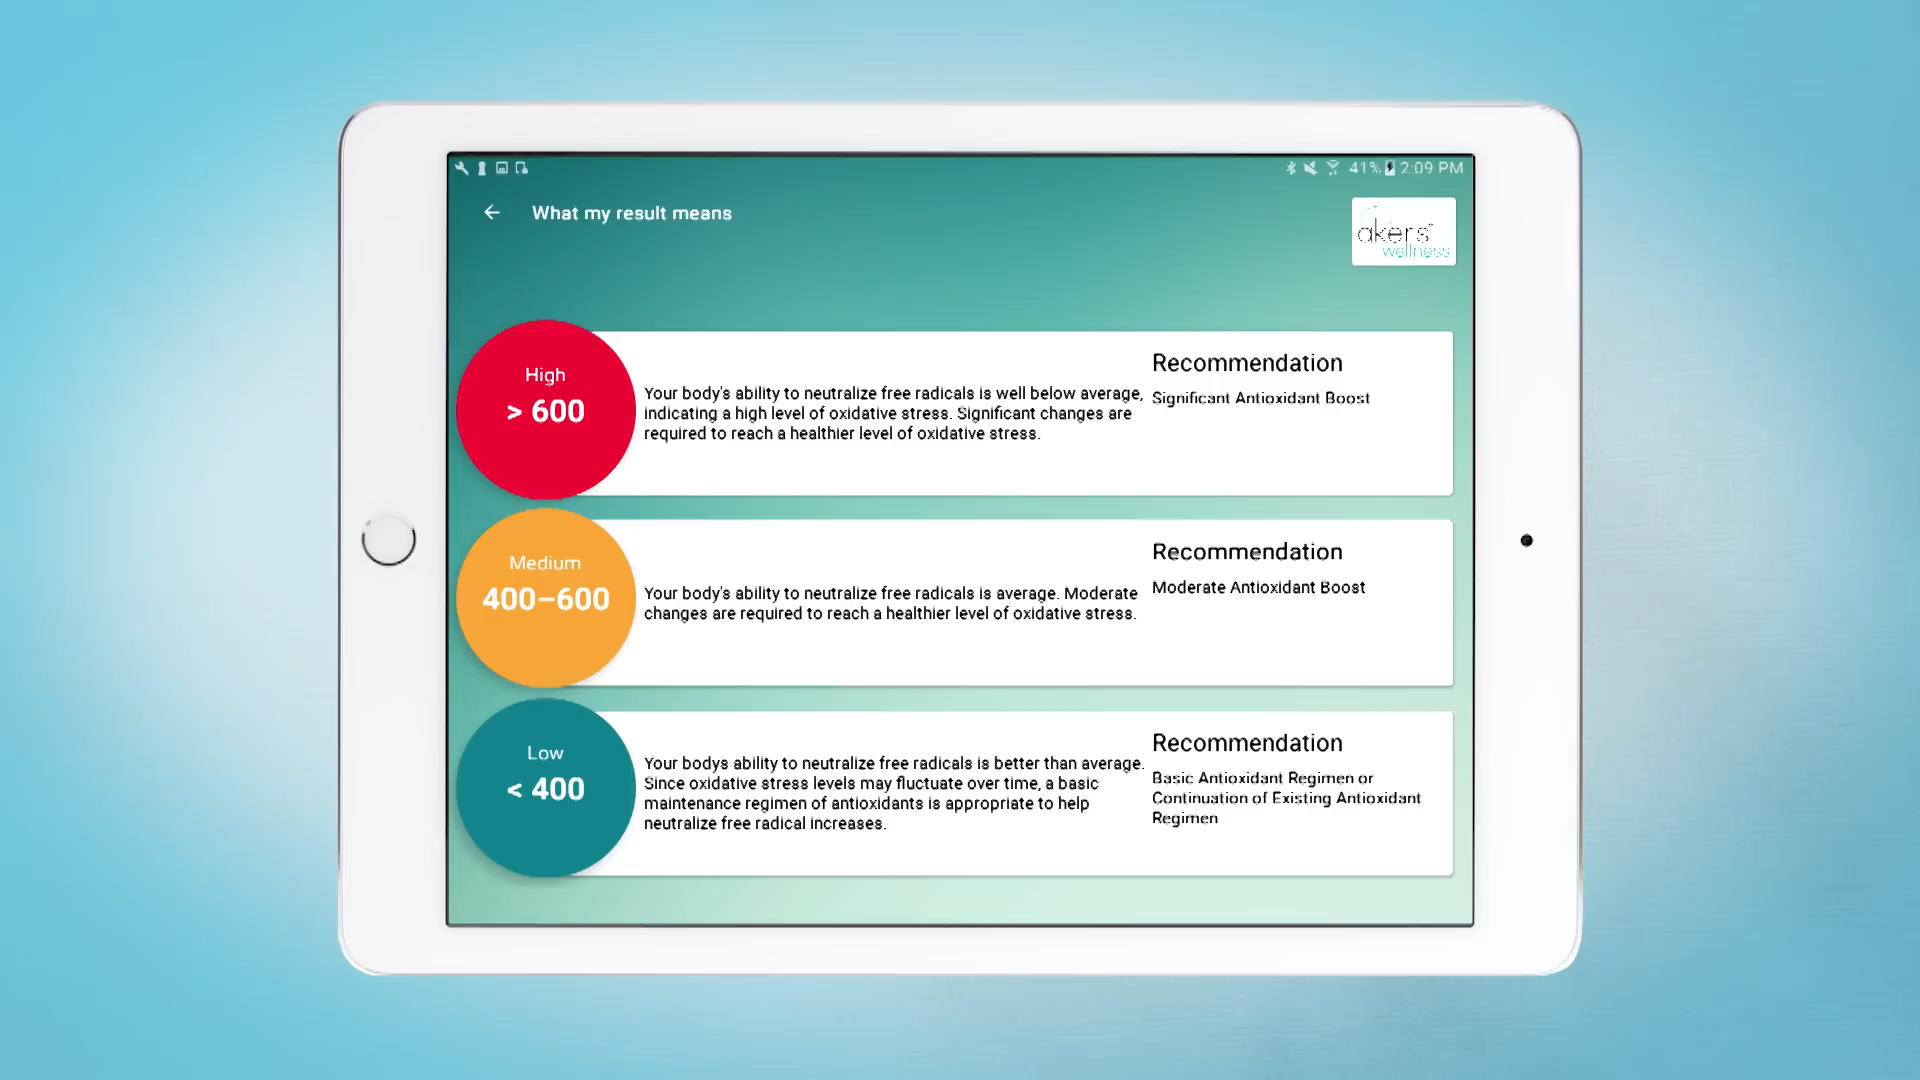 41% 2:09 PM
What my result means
akers
wellness
High
> 600
Your body's ability to neutralize free radicals is well below average,
indicating a high level of oxidative stress. Significant changes are
required to reach a healthier level of oxidative stress.
Recommendation
Significant Antioxidant Boost
Medium
400–600
Your body's ability to neutralize free radicals is average. Moderate
changes are required to reach a healthier level of oxidative stress.
Recommendation
Moderate Antioxidant Boost
Low
< 400
Your bodys ability to neutralize free radicals is better than average.
Since oxidative stress levels may fluctuate over time, a basic
maintenance regimen of antioxidants is appropriate to help
neutralize free radical increases.
Recommendation
Basic Antioxidant Regimen or
Continuation of Existing Antioxidant
Regimen